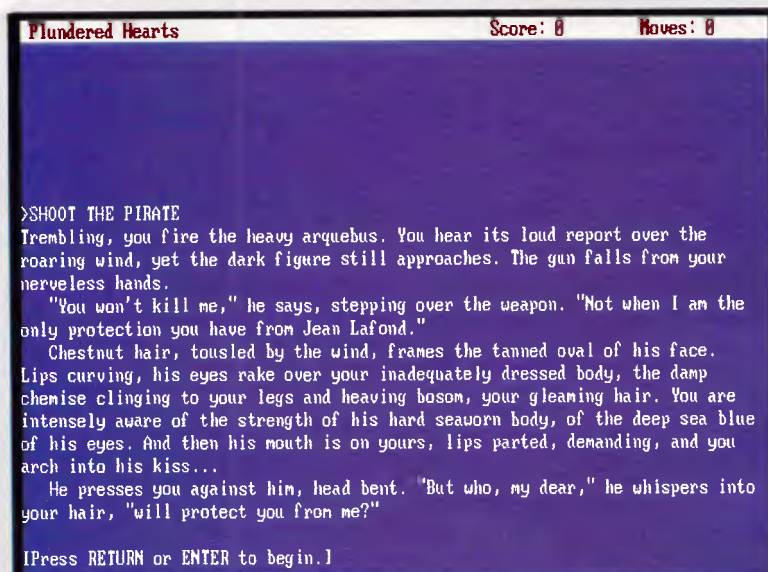 Plundered Hearts Score: 0 Moves: 0
>SHOOT THE PIRATE
Trembling, you fire the heavy arquebus. You hear its loud report over the
roaring wind, yet the dark figure still approaches. The gun falls from your
nerveless hands.
"You won't kill me," he says, stepping over the weapon. "Not when I am the
only protection you have from Jean Lafond."
Chestnut hair, tousled by the wind, frames the tanned oval of his face.
Lips curving, his eyes rake over your inadequately dressed body, the damp
chemise clinging to your legs and heaving bosom, your gleaming hair. You are
intensely aware of the strength of his hard seaworn body, of the deep sea blue
of his eyes. And then his mouth is on yours, lips parted, demanding, and you
arch into his kiss...
He presses you against him, head bent. "But who, my dear," he whispers into
your hair, "will protect you from me?"
[Press RETURN or ENTER to begin.]